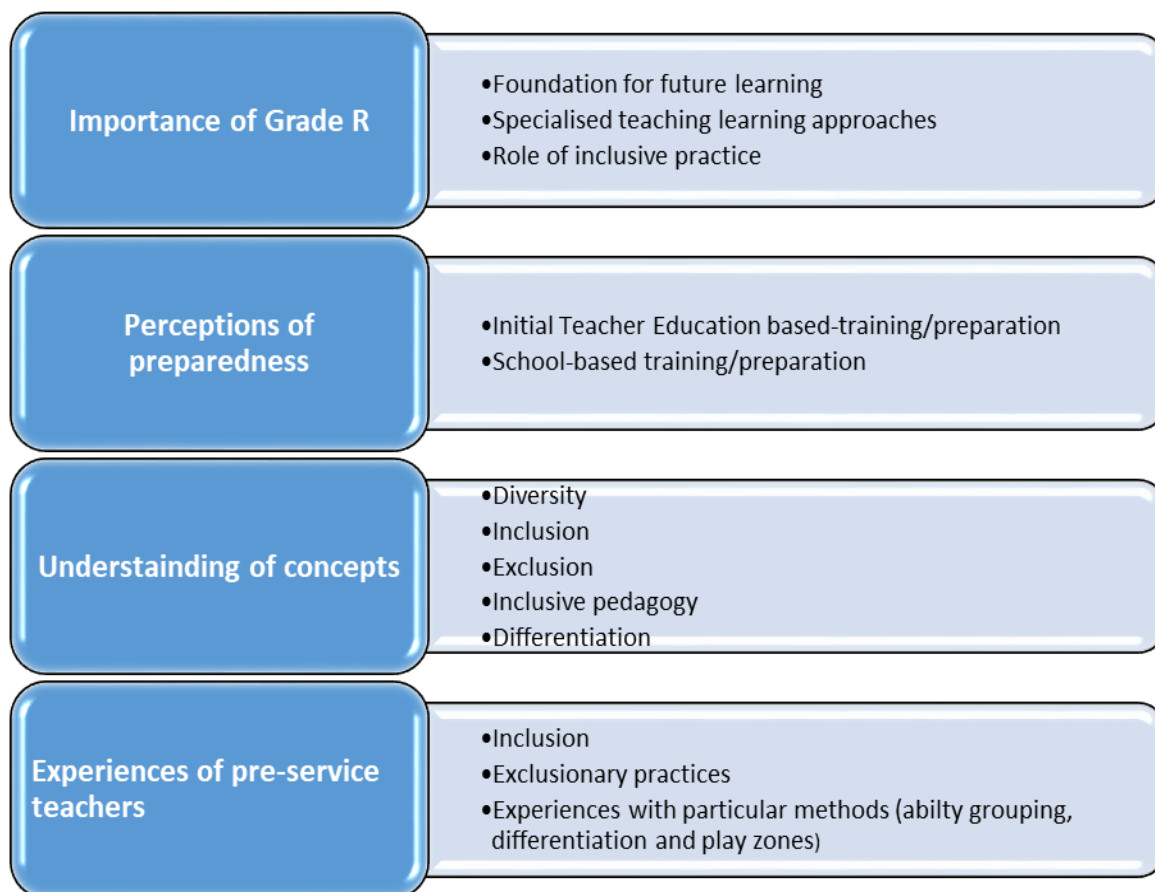 Importance of Grade R
•Foundation for future learning
•Specialised teaching learning approaches
•Role of inclusive practice
Perceptions of
preparedness
•Initial Teacher Education based-training/preparation
•School-based training/preparation
Understainding of concepts
•Diversity
•Inclusion
•Exclusion
•Inclusive pedagogy
•Differentiation
Experiences of pre-service
teachers
•Inclusion
•Exclusionary practices
•Experiences with particular methods (abilty grouping,
differentiation and play zones)